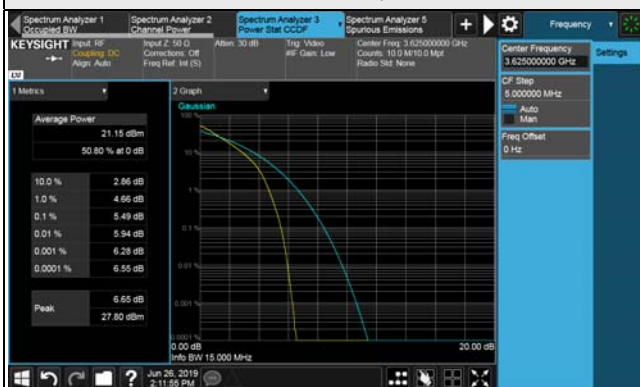 Spectrum Analyzer 1
Occupied BW
Spectrum Analyzer 2
Channel Power
Spectrum Analyzer 3
Power Stat CCDF
Spectrum Analyzer 5
Spurious Emissions
Frequency
KEYSIGHT
Input: RF
Coupling: DC
Align: Auto
Input Z: 50 Ω
Corrections: Off
Freq Ref: Int (S)
Atten: 30 dB
Trig: Video
#IF Gain: Low
Center Freq: 3.625000000 GHz
Counts: 10.0 M/10.0 Mpt
Radio Std: None
LXI
Center Frequency
3.625000000 GHz
Settings
CF Step
5.000000 MHz
Auto
Man
Freq Offset
0 Hz
1 Metrics
2 Graph
Average Power
21.15 dBm
50.80 % at 0 dB
10.0 % 2.86 dB
1.0 % 4.66 dB
0.1 % 5.49 dB
0.01 % 5.94 dB
0.001 % 6.28 dB
0.0001 % 6.55 dB
Peak
6.65 dB
27.80 dBm
Gaussian
100 %
10 %
1 %
0.1 %
0.01 %
0.001 %
0.0001 %
0.00 dB
20.00 dB
Info BW 15.000 MHz
Jun 26, 2019
2:11:55 PM